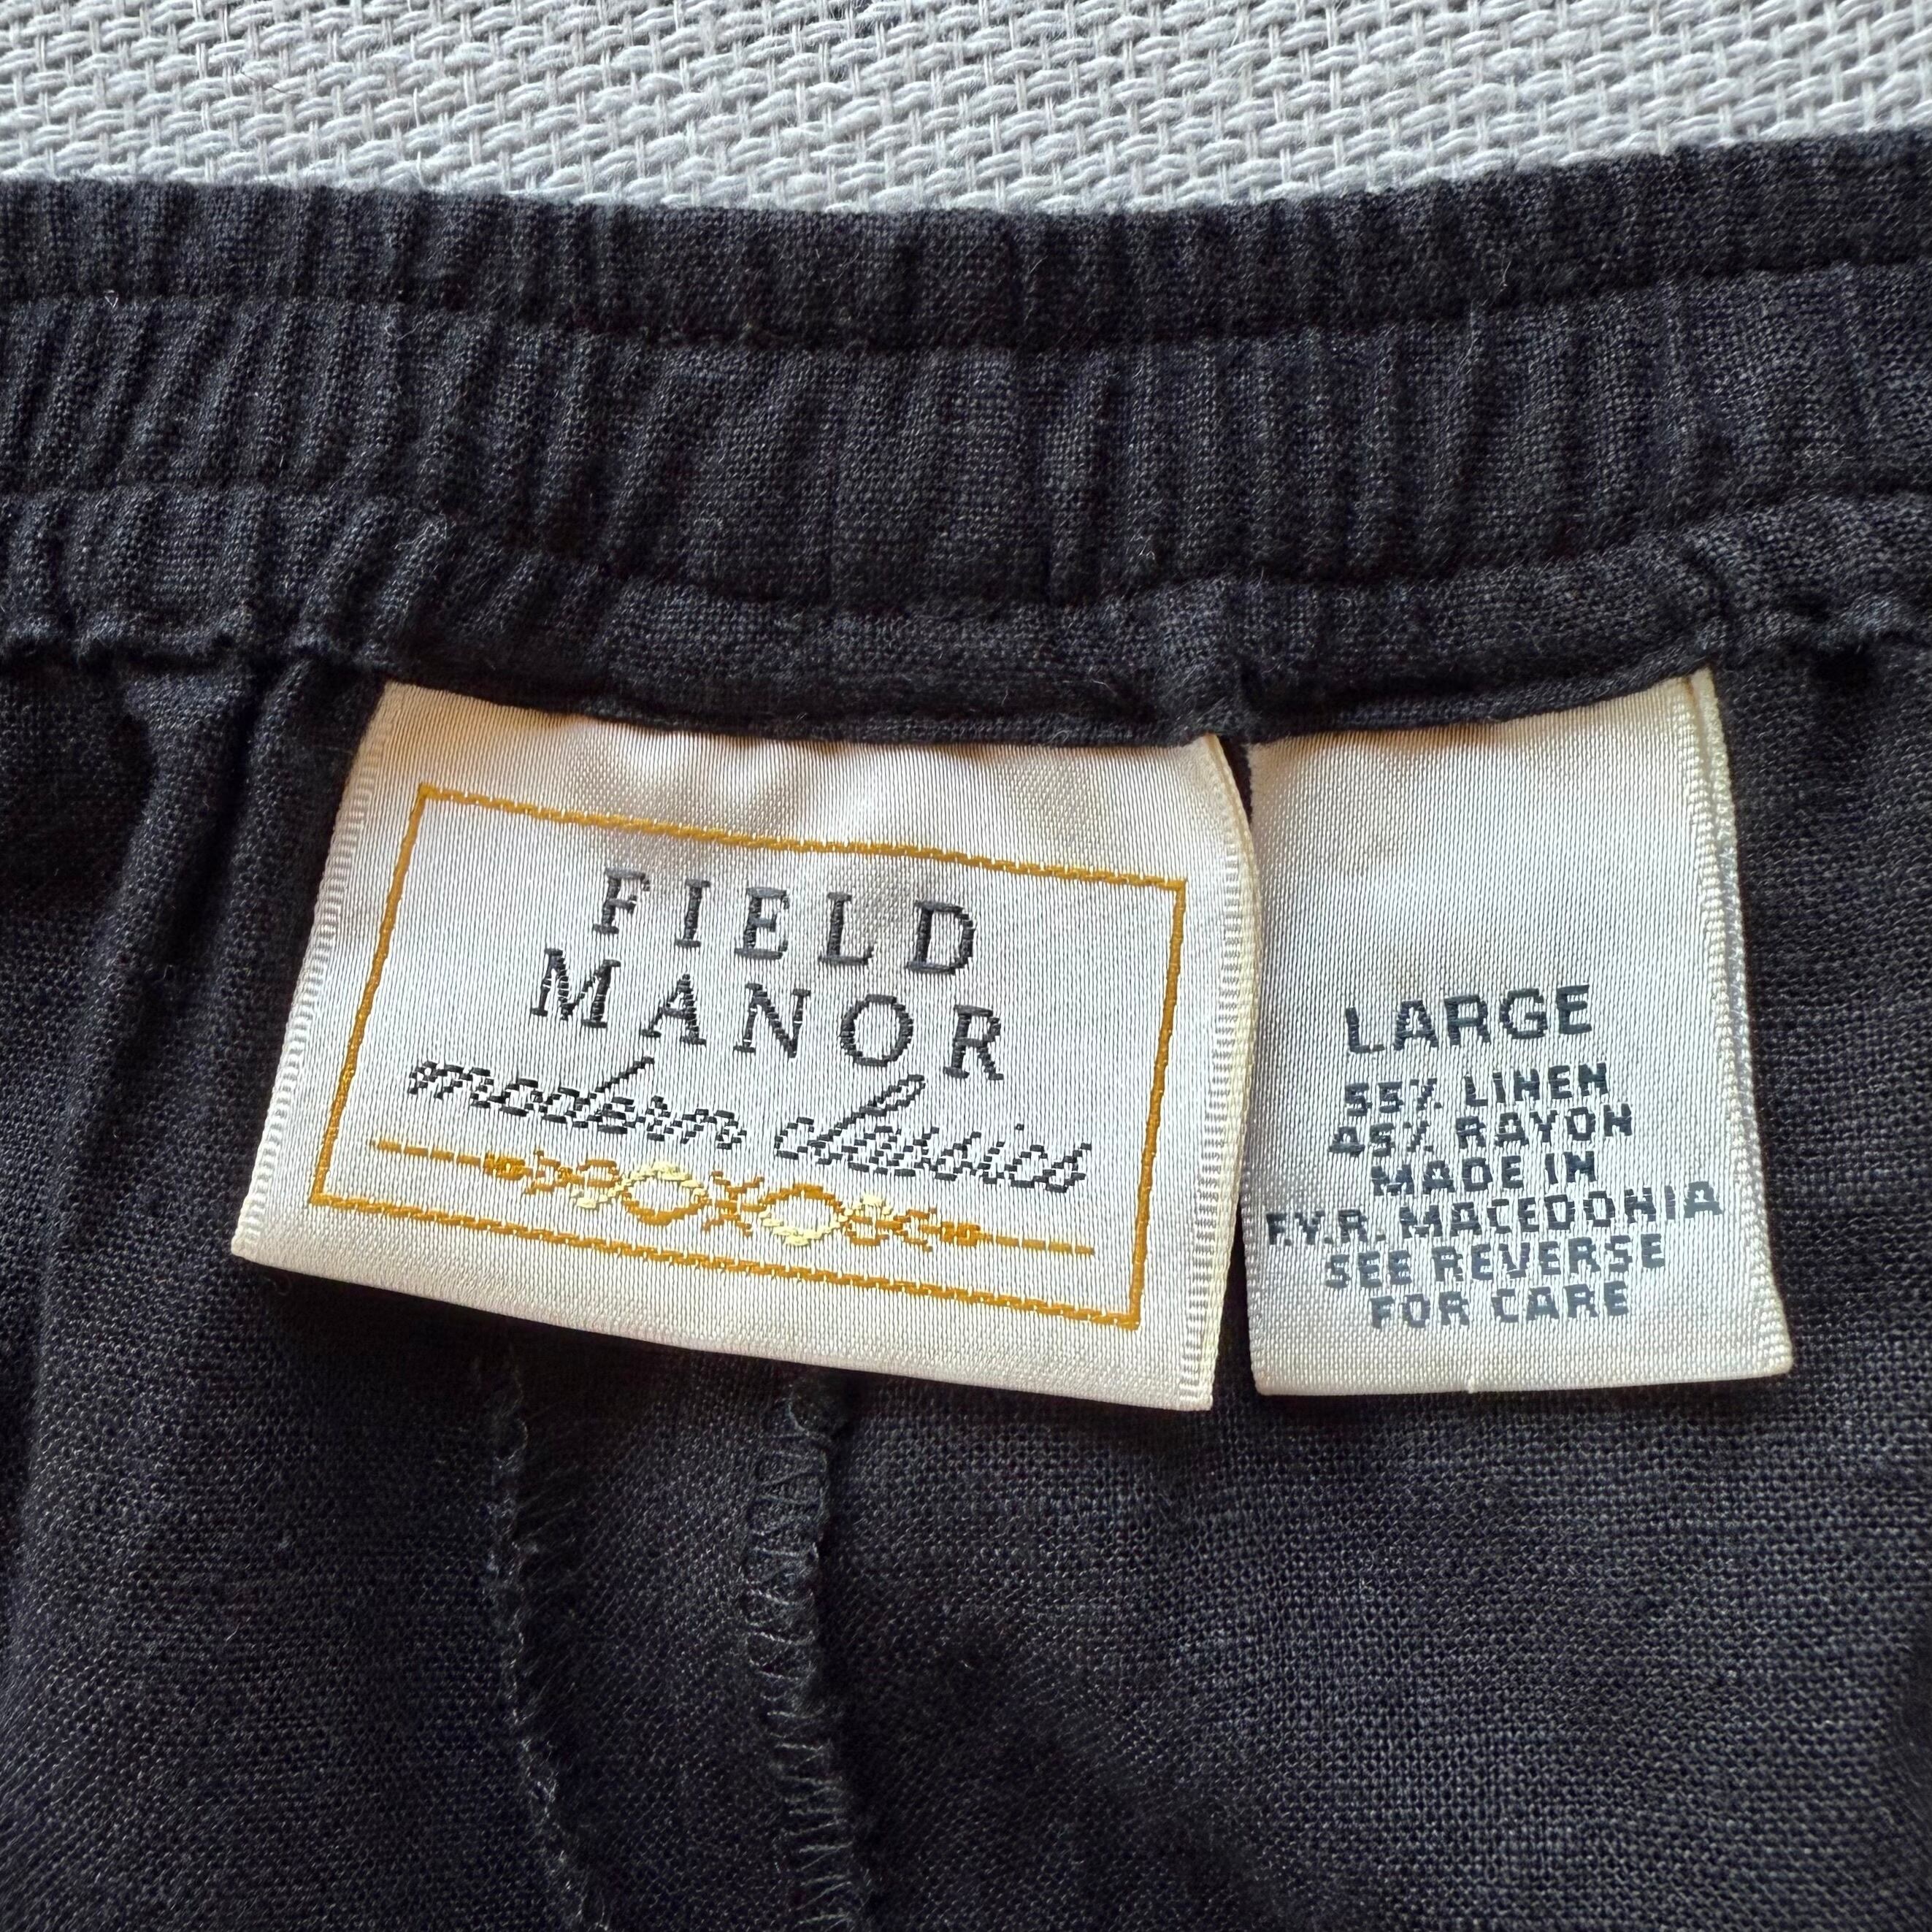 FIELD
MANOR
modern classics
LARGE
55% LINEN
45% RAYON
MADE IN
F.Y.R. MACEDONIA
SEE REVERSE
FOR CARE